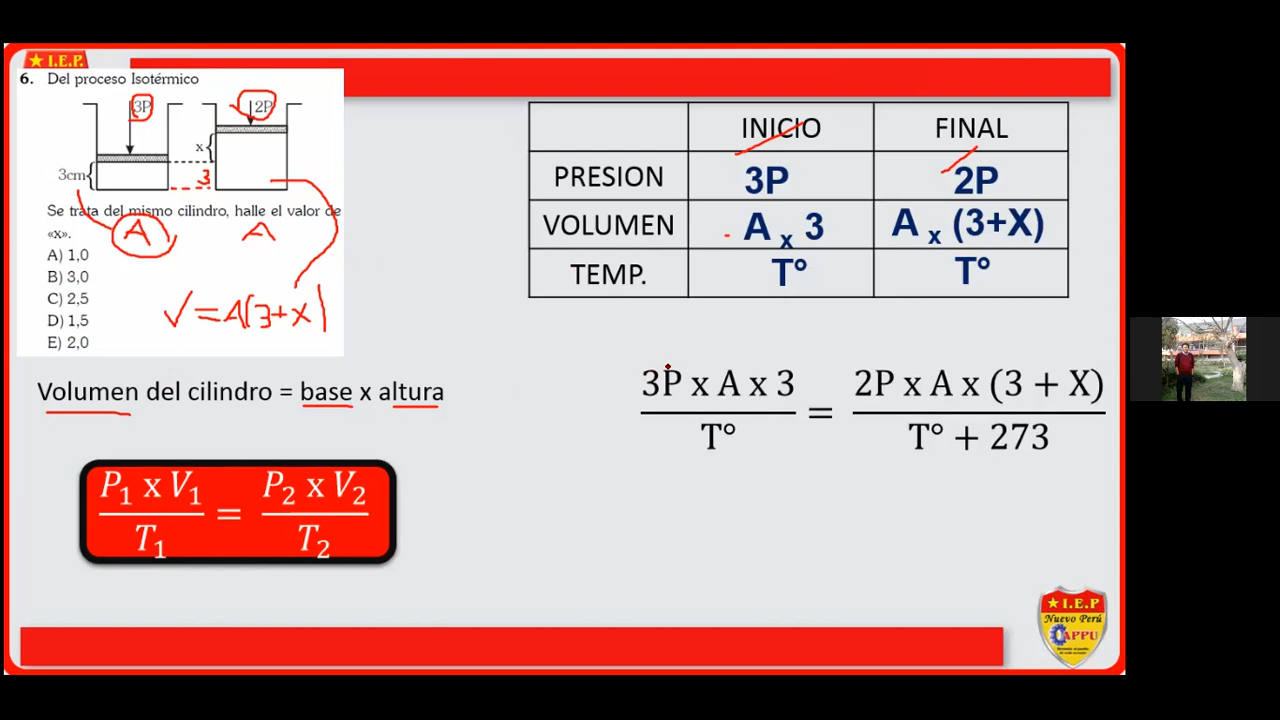 ★ I.E.P.
6. Del proceso Isotérmico
3P
2P
x
3cm
3
Se trata del mismo cilindro, halle el valor de
«x».
A
A
A) 1,0
B) 3,0
C) 2,5
D) 1,5
E) 2,0
V = A(3+x)
INICIO FINAL
PRESION 3P 2P
VOLUMEN A x 3 A x (3+X)
TEMP. T° T°
Volumen del cilindro = base x altura
P₁ x V₁ / T₁ = P₂ x V₂ / T₂
3P x A x 3 / T° = 2P x A x (3 + X) / T° + 273
★ I.E.P
Nuevo Perú
CAPPU